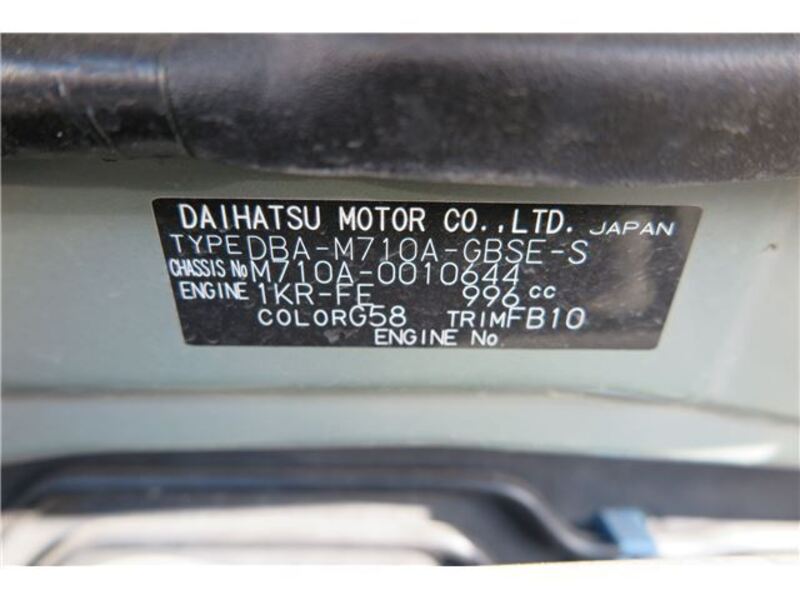 DAIHATSU MOTOR CO.,LTD. JAPAN
TYPE DBA-M710A-GBSE-S
CHASSIS No M710A-0010644
ENGINE 1KR-FE 996 cc
COLOR G58 TRIM FB10
ENGINE No.